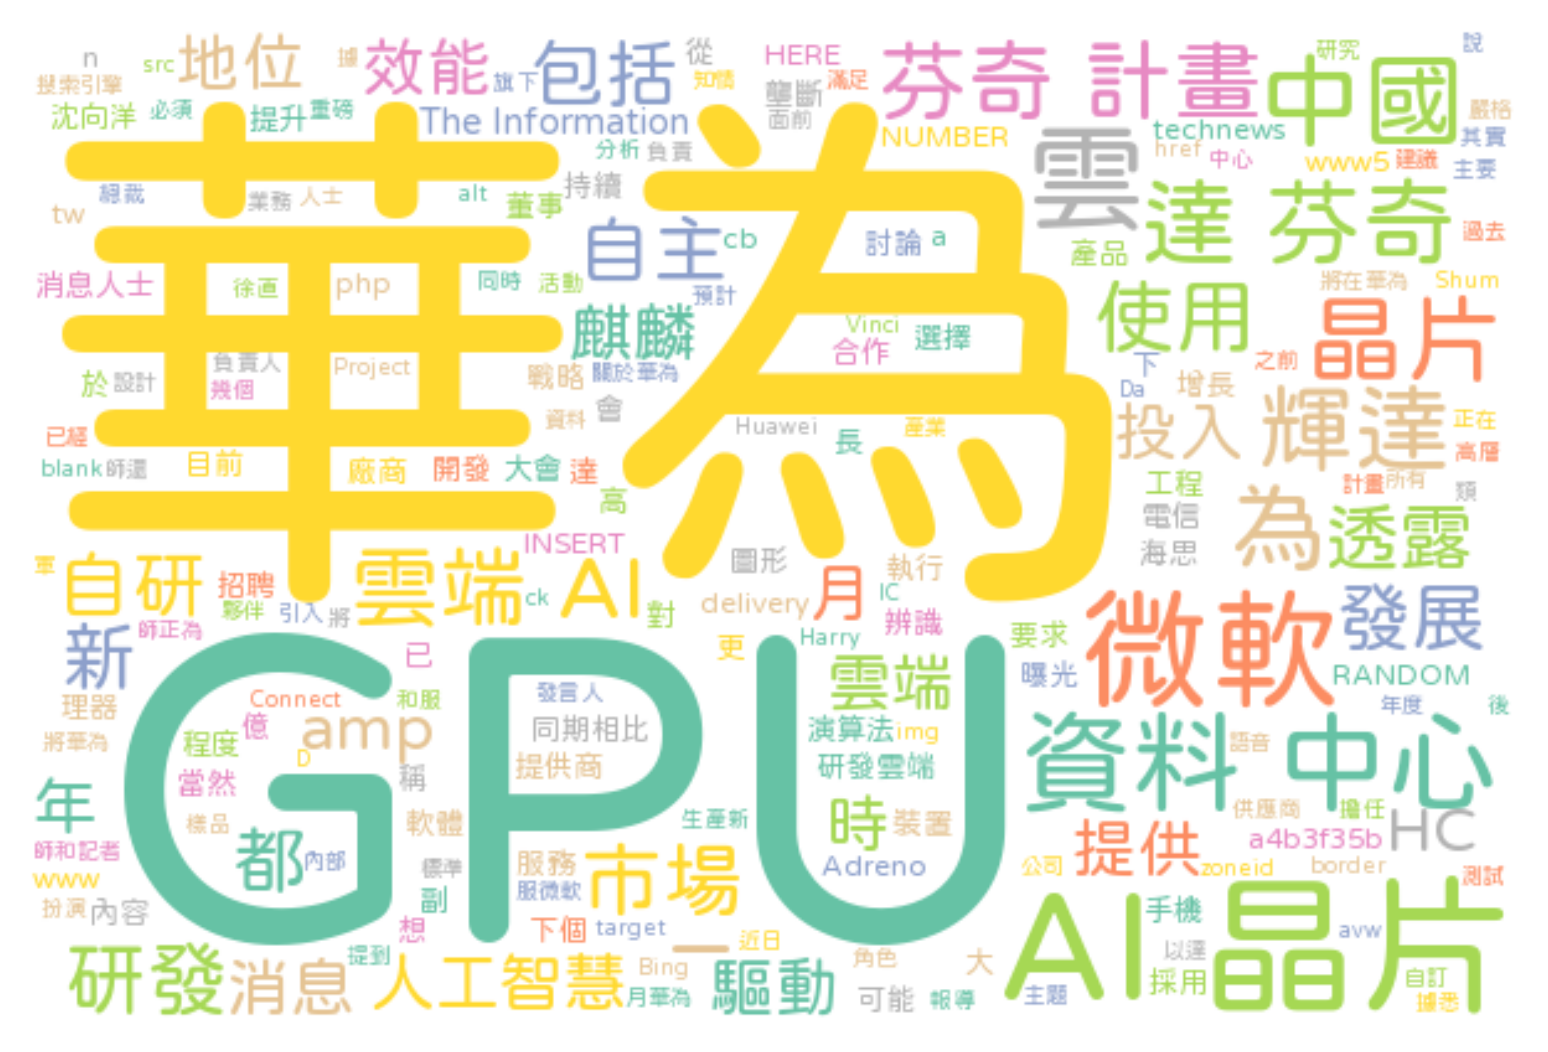 n src 地位 據 效能 旗下 包括 從 知情 HERE 壟斷 滿足 芬奇 計畫 中國 研究 說
搜索引擎 沈向洋 必須 提升 重磅 The Information 面前 NUMBER technews 嚴格 其實
分析 負責 雲 href 中心 www5 建議 主要
華為
tw 總裁 業務 人士 alt 董事 持續 達 芬奇 過去
自主 cb 討論 a 產品
消息人士 徐直 php 同時 活動 預計 使用 將在 華為 Shum
麒麟 Vinci 合作 選擇 晶片
於 設計 負責人 幾個 Project 戰略 關於華為 下 之前 Da 增長
資料 會 Huawei 長 產業 投入 輝達 正在
已經 blank 師還 目前 廠商 開發 大會 達 高層
高 工程 計畫 所有 類
INSERT 電信 為 透露
軍 自研 招聘 雲端 AI 圖形 執行 海思
夥伴 引入 將 ck 對 delivery 月 IC 辨識 微軟 發展
新 師正為 已 更 Harry 要求
GPU
雲端 曝光 RANDOM
理器 Connect 和服 發言人 年度 後
將華為 億 amp 同期相比 演算法 img 資料 語音 中心
程度 D 提供商 研發雲端
當然 稱
年 樣品 軟體 生產新 時 裝置 供應商 擔任
師和記者 都 內部 標準 服務 市場 Adreno 提供 a4b3f35b HC
www 副 服微軟 公司 zoneid border 測試
扮演 內容 想 下個 target 一 近日 AI 手機 晶片 avw
研發 消息 提到 人工智慧 Bing 驅動 角色 大 以達
月華為 可能 報導 主題 採用 自訂 據悉